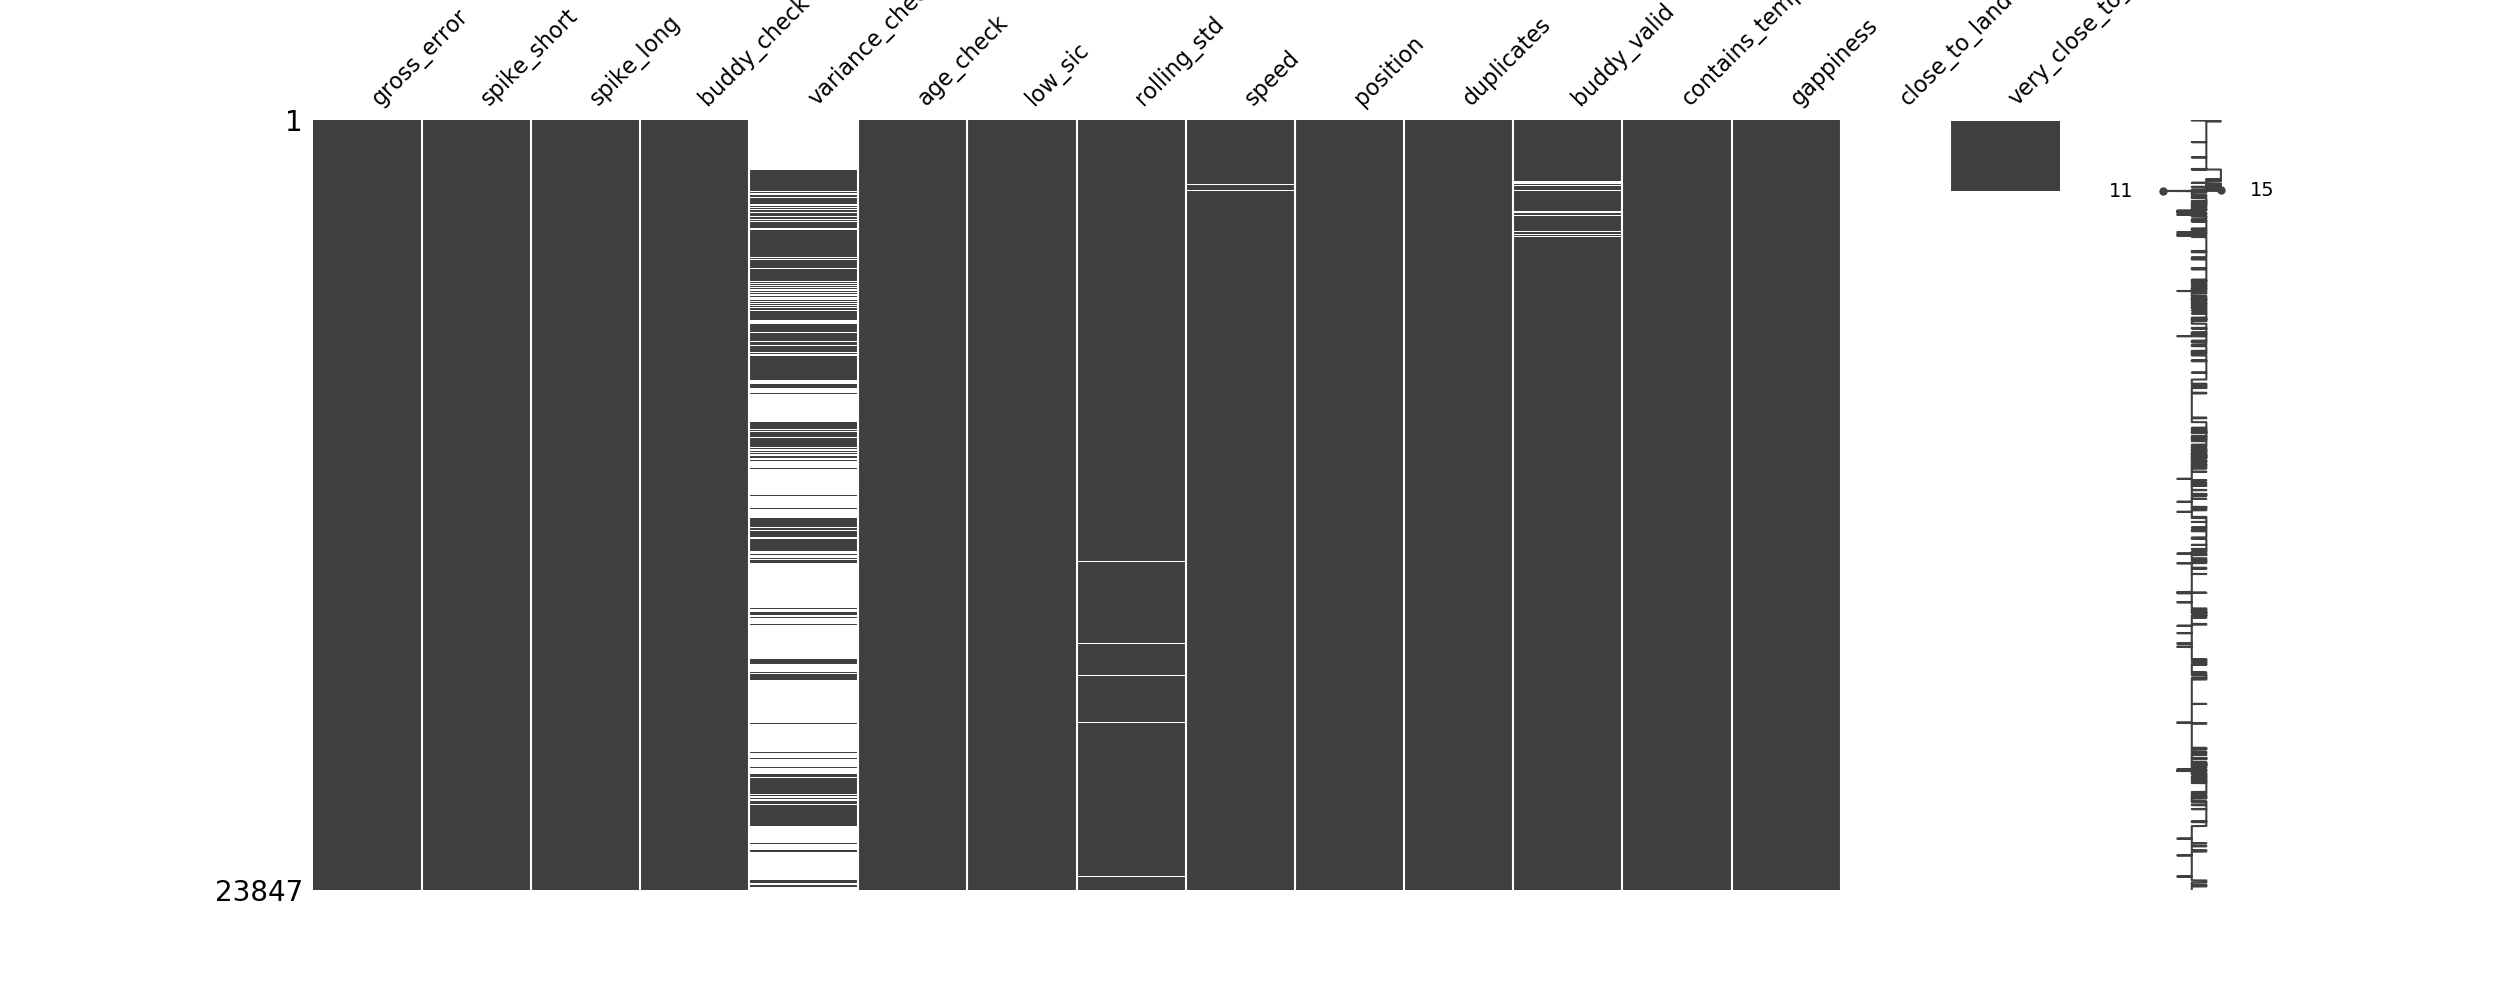 gross_error
spike_short
spike_long
buddy_check
age_check
low_sic
rolling_std
speed
position
duplicates
buddy_valid
gappiness
close_to_land
1
11
15
23847